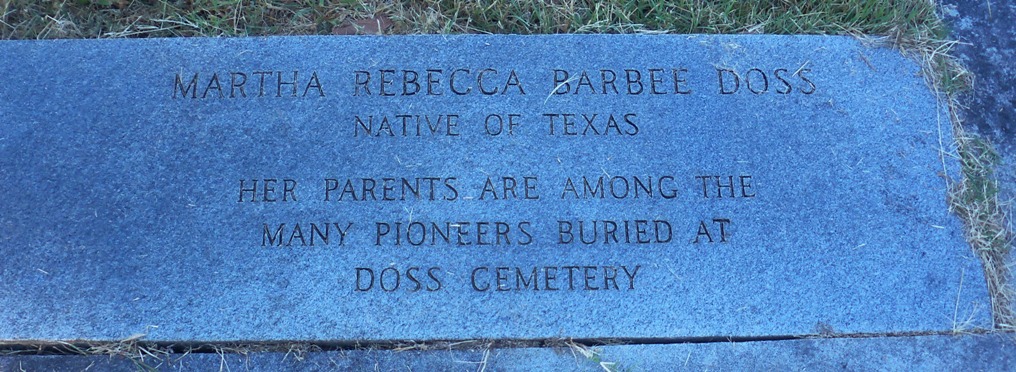 MARTHA REBECCA BARBEE DOSS
NATIVE OF TEXAS
HER PARENTS ARE AMONG THE
MANY PIONEERS BURIED AT
DOSS CEMETERY